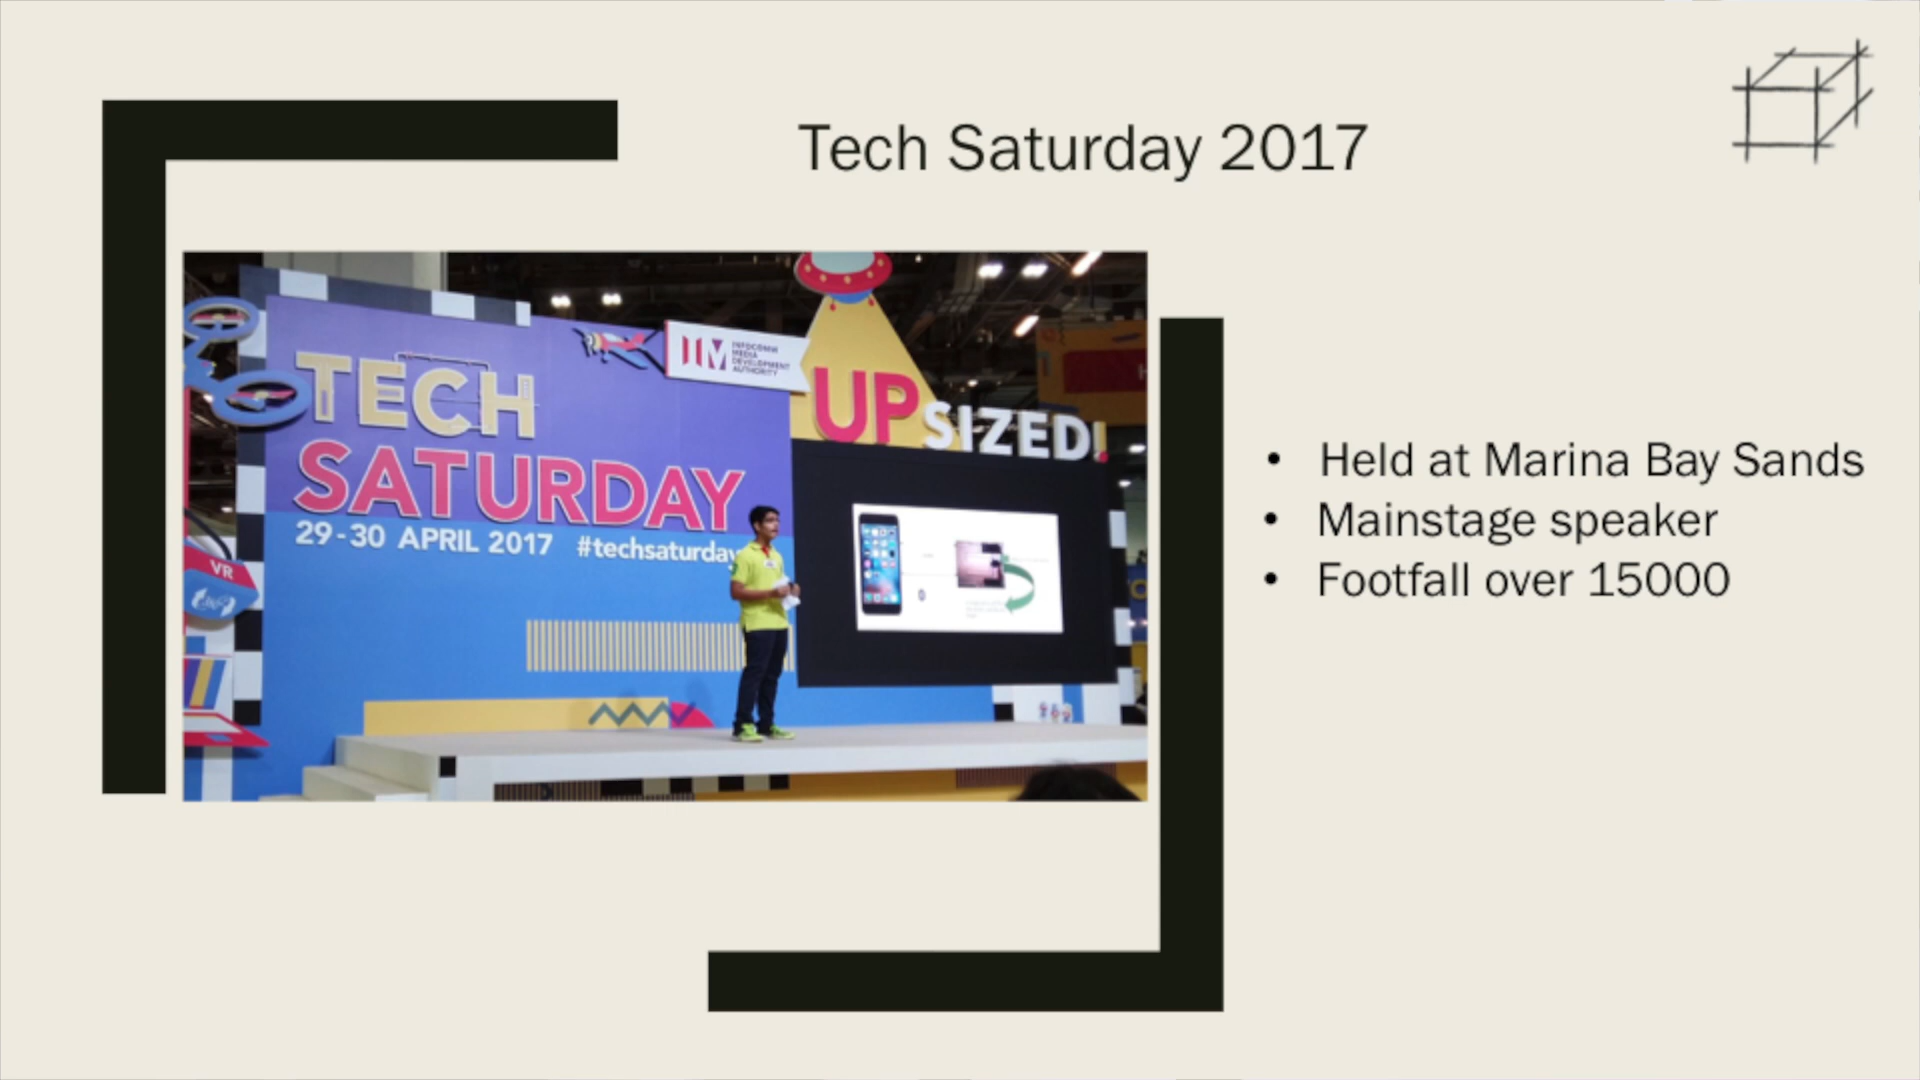 Tech Saturday 2017
TECH
SATURDAY
29-30 APRIL 2017 #techsaturday
IM
INFOCOMM
MEDIA
DEVELOPMENT
AUTHORITY
UPSIZED!
VR
• Held at Marina Bay Sands
• Mainstage speaker
• Footfall over 15000